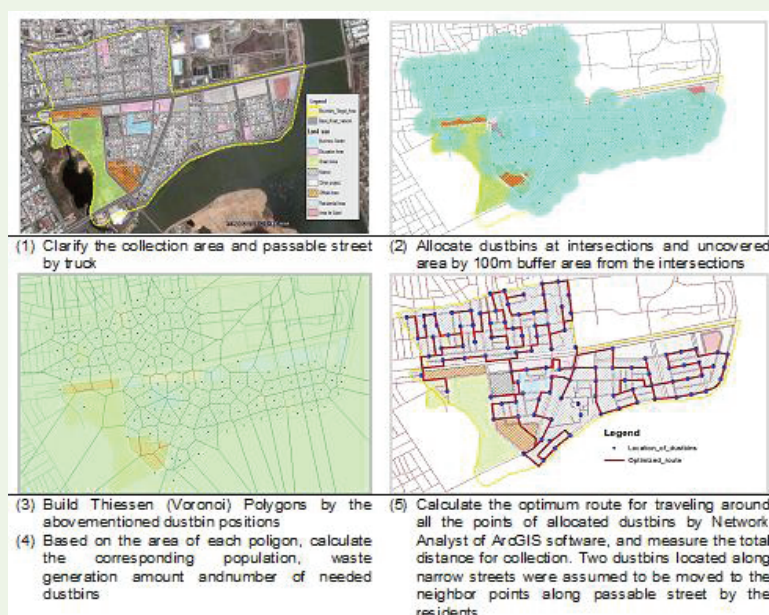 Legend
Land use
(1) Clarify the collection area and passable street
by truck
(2) Allocate dustbins at intersections and uncovered
area by 100m buffer area from the intersections
Legend
Location_of_dustbins
Optimized_route
(3) Build Thiessen (Voronoi) Polygons by the
abovementioned dustbin positions
(4) Based on the area of each poligon, calculate
the corresponding population, waste
generation amount andnumber of needed
dustbins
(5) Calculate the optimum route for traveling around
all the points of allocated dustbins by Network
Analyst of ArcGIS software, and measure the total
distance for collection. Two dustbins located along
narrow streets were assumed to be moved to the
neighbor points along passable street by the
residents